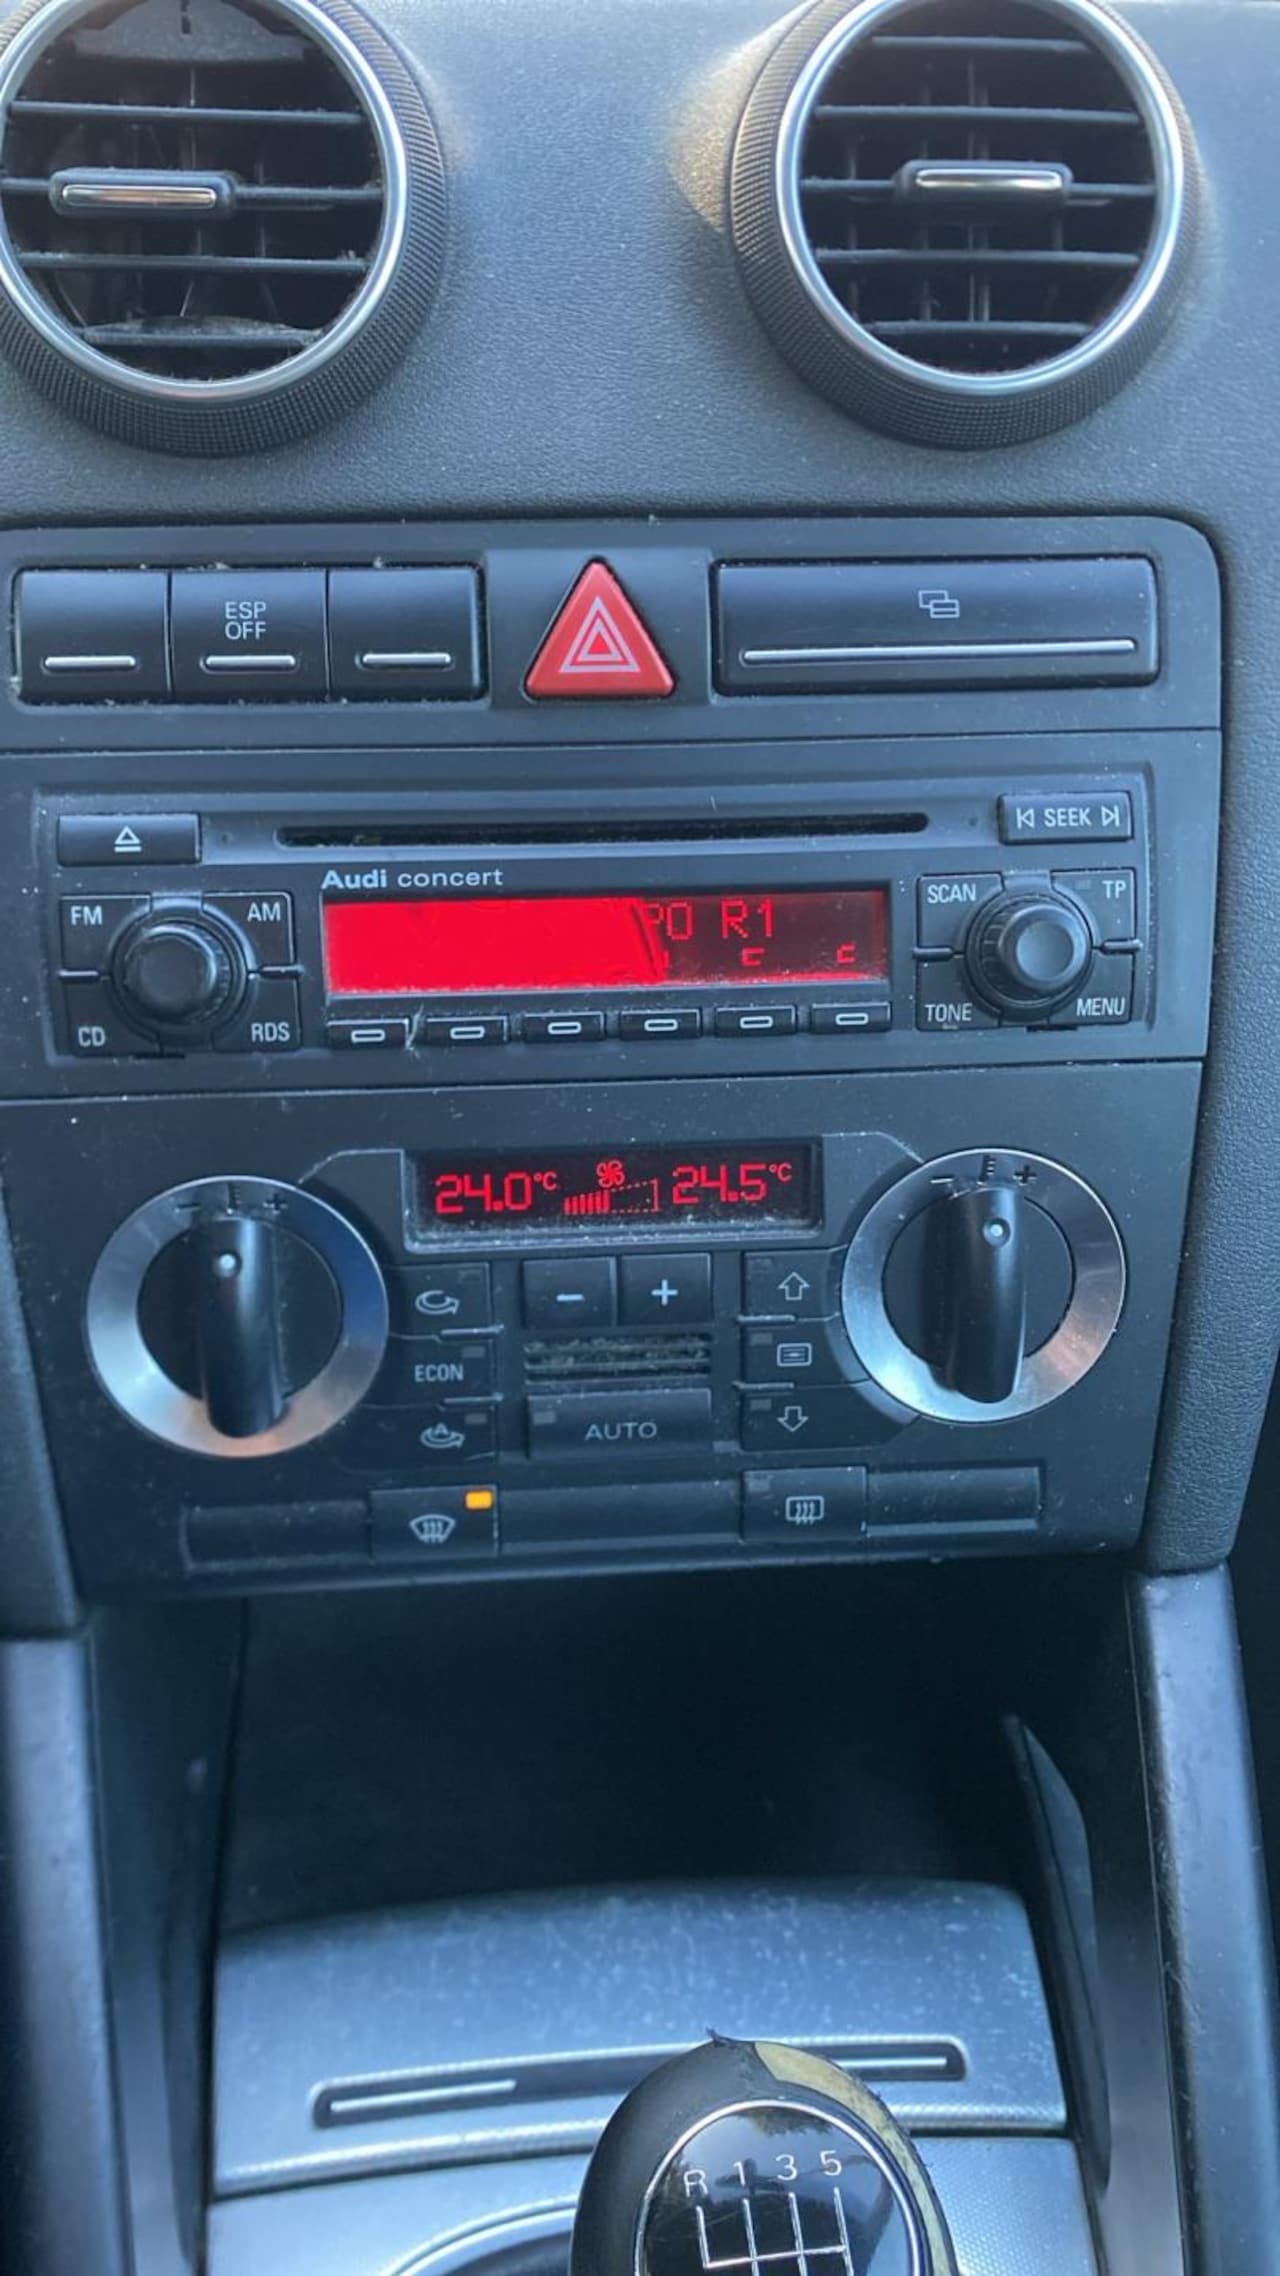 ESP
OFF
SEEK
Audi concert
FM
AM
R1
SCAN
TP
CD
RDS
TONE
MENU
24.0°C
24.5°C
- +
- +
- +
ECON
A
AUTO
R 1 3 5